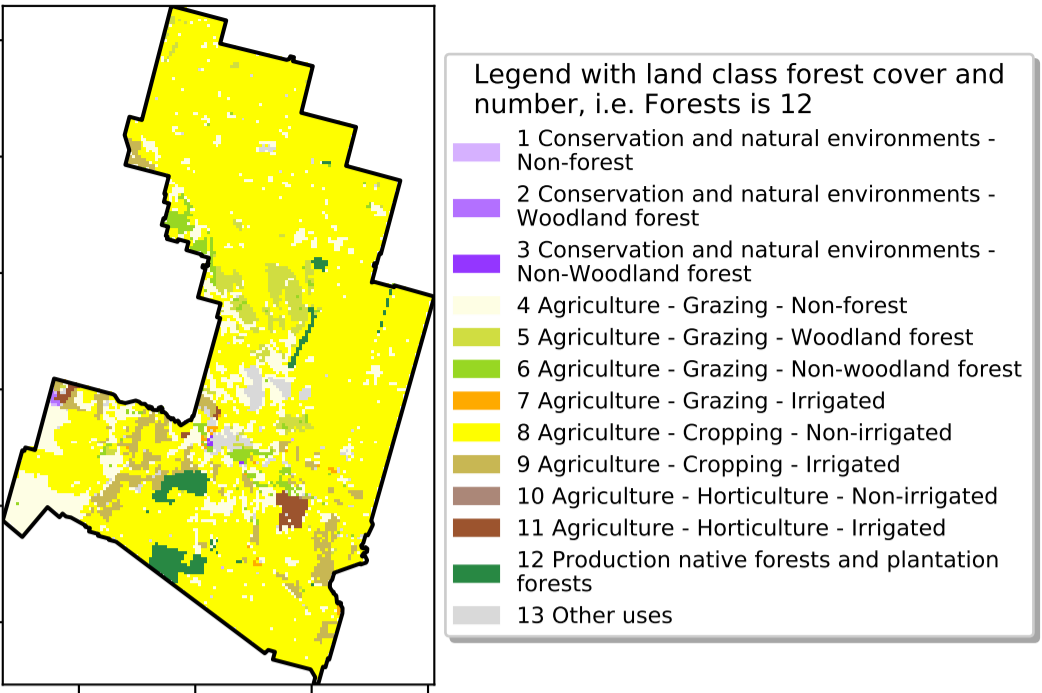 Legend with land class forest cover and
number, i.e. Forests is 12
1 Conservation and natural environments -
Non-forest
2 Conservation and natural environments -
Woodland forest
3 Conservation and natural environments -
Non-Woodland forest
4 Agriculture - Grazing - Non-forest
5 Agriculture - Grazing - Woodland forest
6 Agriculture - Grazing - Non-woodland forest
7 Agriculture - Grazing - Irrigated
8 Agriculture - Cropping - Non-irrigated
9 Agriculture - Cropping - Irrigated
10 Agriculture - Horticulture - Non-irrigated
11 Agriculture - Horticulture - Irrigated
12 Production native forests and plantation
forests
13 Other uses